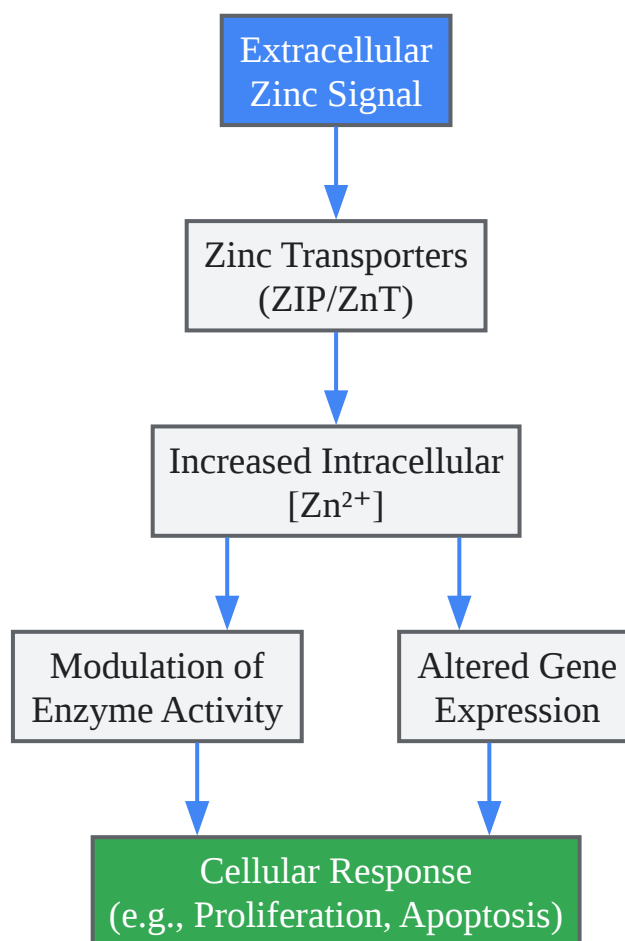 Extracellular
Zinc Signal
Zinc Transporters
(ZIP/ZnT)
Increased Intracellular
[Zn²⁺]
Modulation of
Enzyme Activity
Altered Gene
Expression
Cellular Response
(e.g., Proliferation, Apoptosis)